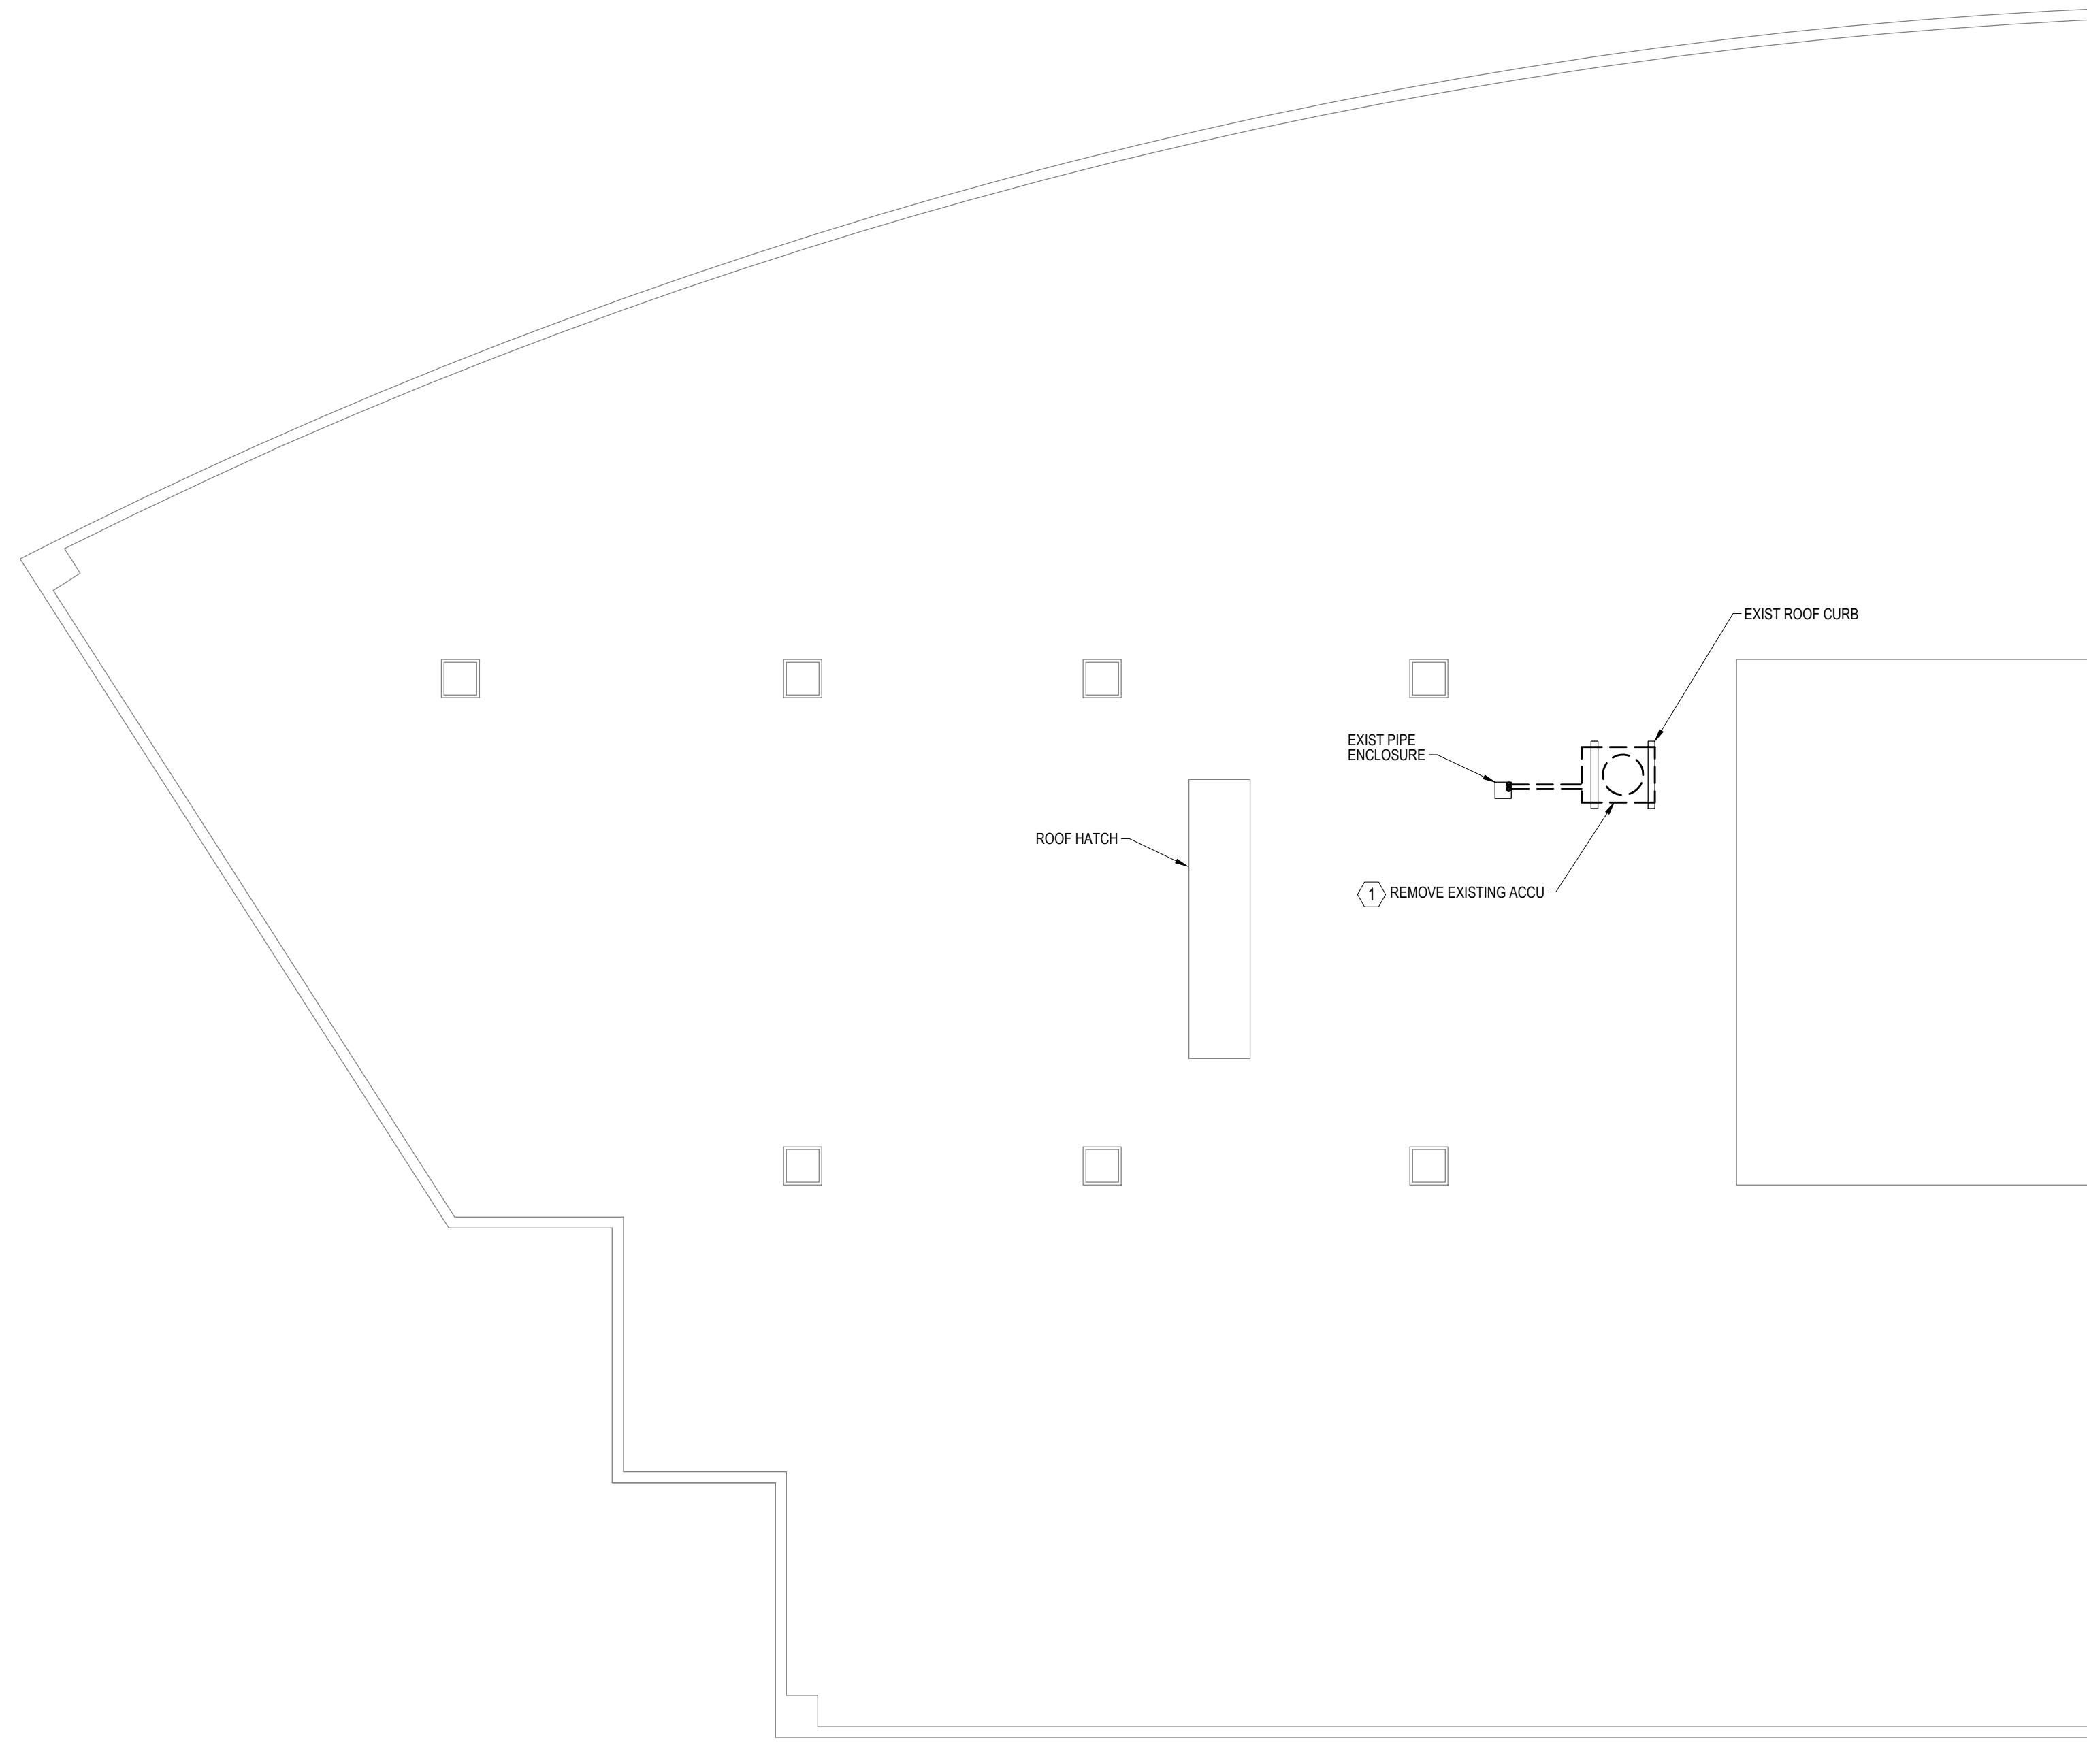 EXIST ROOF CURB
EXIST PIPE
ENCLOSURE
ROOF HATCH
1 REMOVE EXISTING ACCU